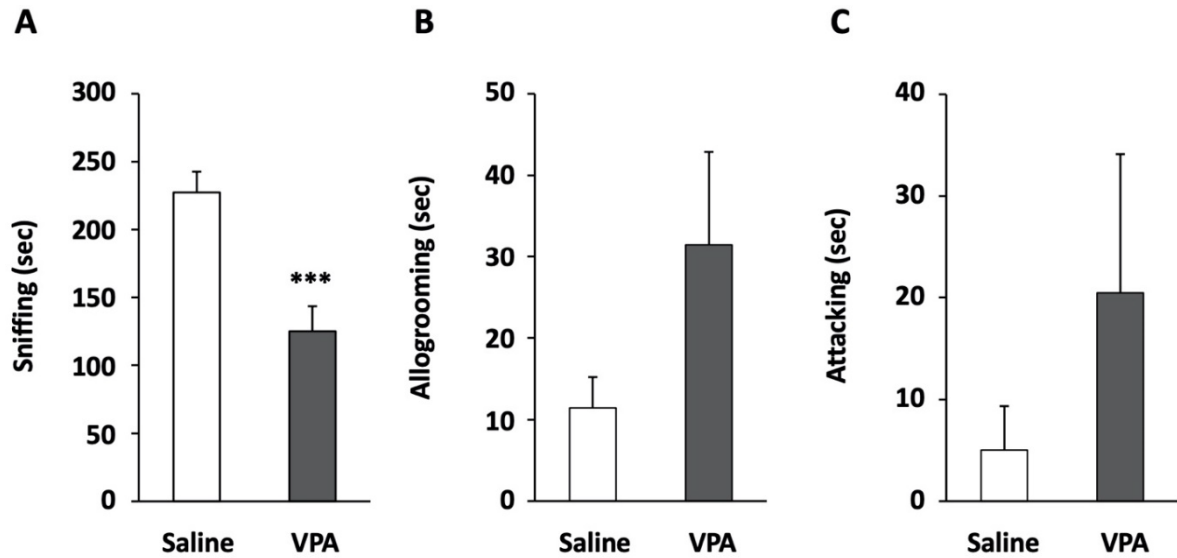 A
Sniffing (sec)
300
250
200
150
100
50
0
***
Saline VPA
B
Allogrooming (sec)
50
40
30
20
10
0
Saline VPA
C
Attacking (sec)
40
30
20
10
0
Saline VPA